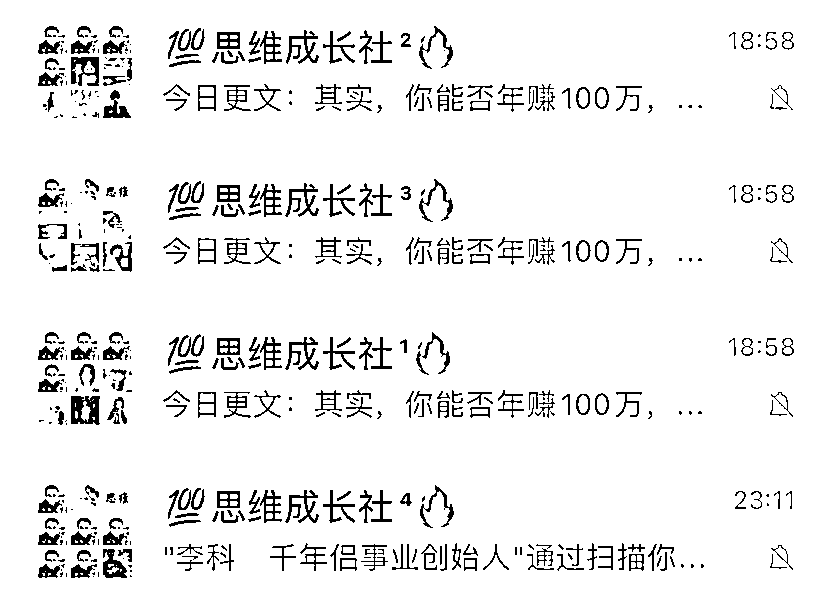 💯思维成长社²🔥 18:58
今日更文：其实，你能否年赚100万，...
💯思维成长社³🔥 18:58
今日更文：其实，你能否年赚100万，...
💯思维成长社¹🔥 18:58
今日更文：其实，你能否年赚100万，...
💯思维成长社⁴🔥 23:11
"李科 千年侣事业创始人"通过扫描你...